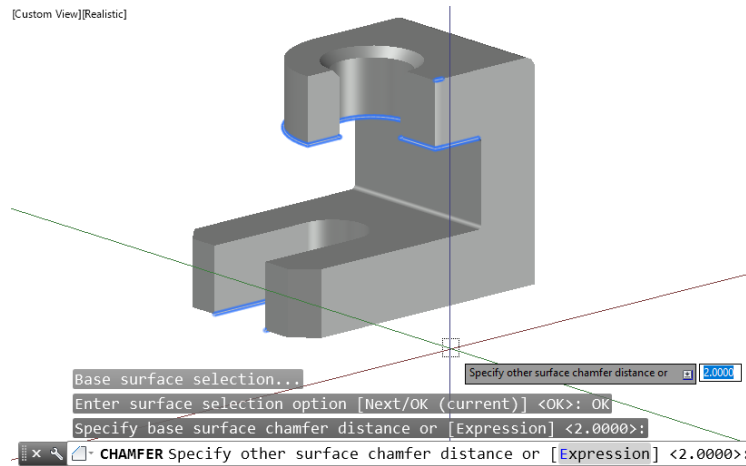 [Custom View][Realistic]
Specify other surface chamfer distance or 2.0000
Base surface selection...
Enter surface selection option [Next/OK (current)] <OK>: OK
Specify base surface chamfer distance or [Expression] <2.0000>:
CHAMFER Specify other surface chamfer distance or [Expression] <2.0000>: